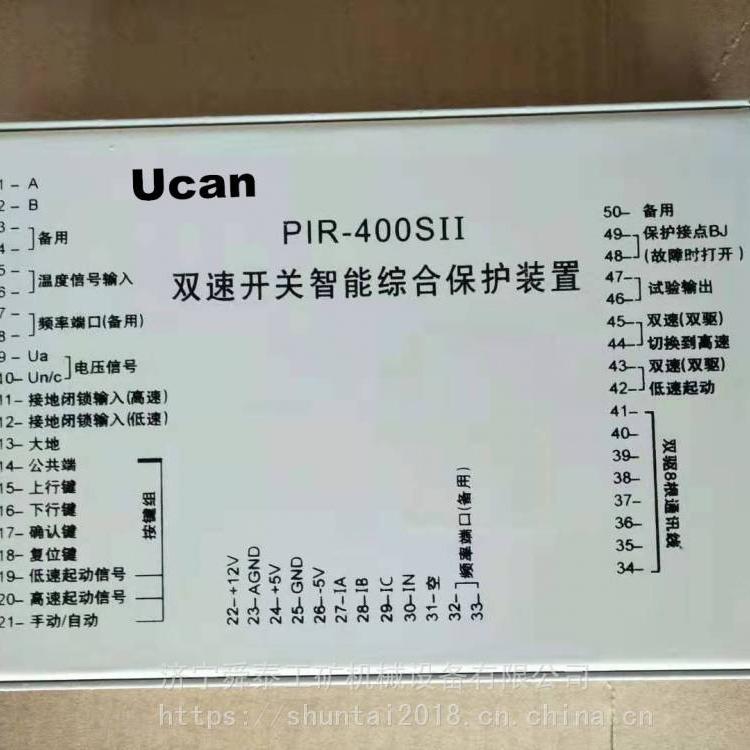 Ucan
PIR-400SII
双速开关智能综合保护装置
1- A
2- B
3
4
备用
5
6
温度信号输入
7
8
频率端口(备用)
9- Ua
10- Un/c
电压信号
11- 接地闭锁输入(高速)
12- 接地闭锁输入(低速)
13- 大地
14- 公共端
15- 上行键
16- 下行键
17- 确认键
18- 复位键
19- 低速起动信号
20- 高速起动信号
21- 手动/自动
按键组
22-+12V
23-AGND
24-+5V
25-GND
26--5V
27-IA
28-IB
29-IC
30-IN
31-空
32-
33-
频率端口(备用)
50- 备用
49- 保护接点BJ
48- (故障时打开)
47-
46-
试验输出
45- 双速(双驱)
44- 切换到高速
43- 双速(双驱)
42- 低速起动
41-
40-
39-
38-
37-
36-
35-
34-
双驱8根通讯线
济宁舜泰工矿机械设备有限公司
https://shuntai2018.cn.china.cn